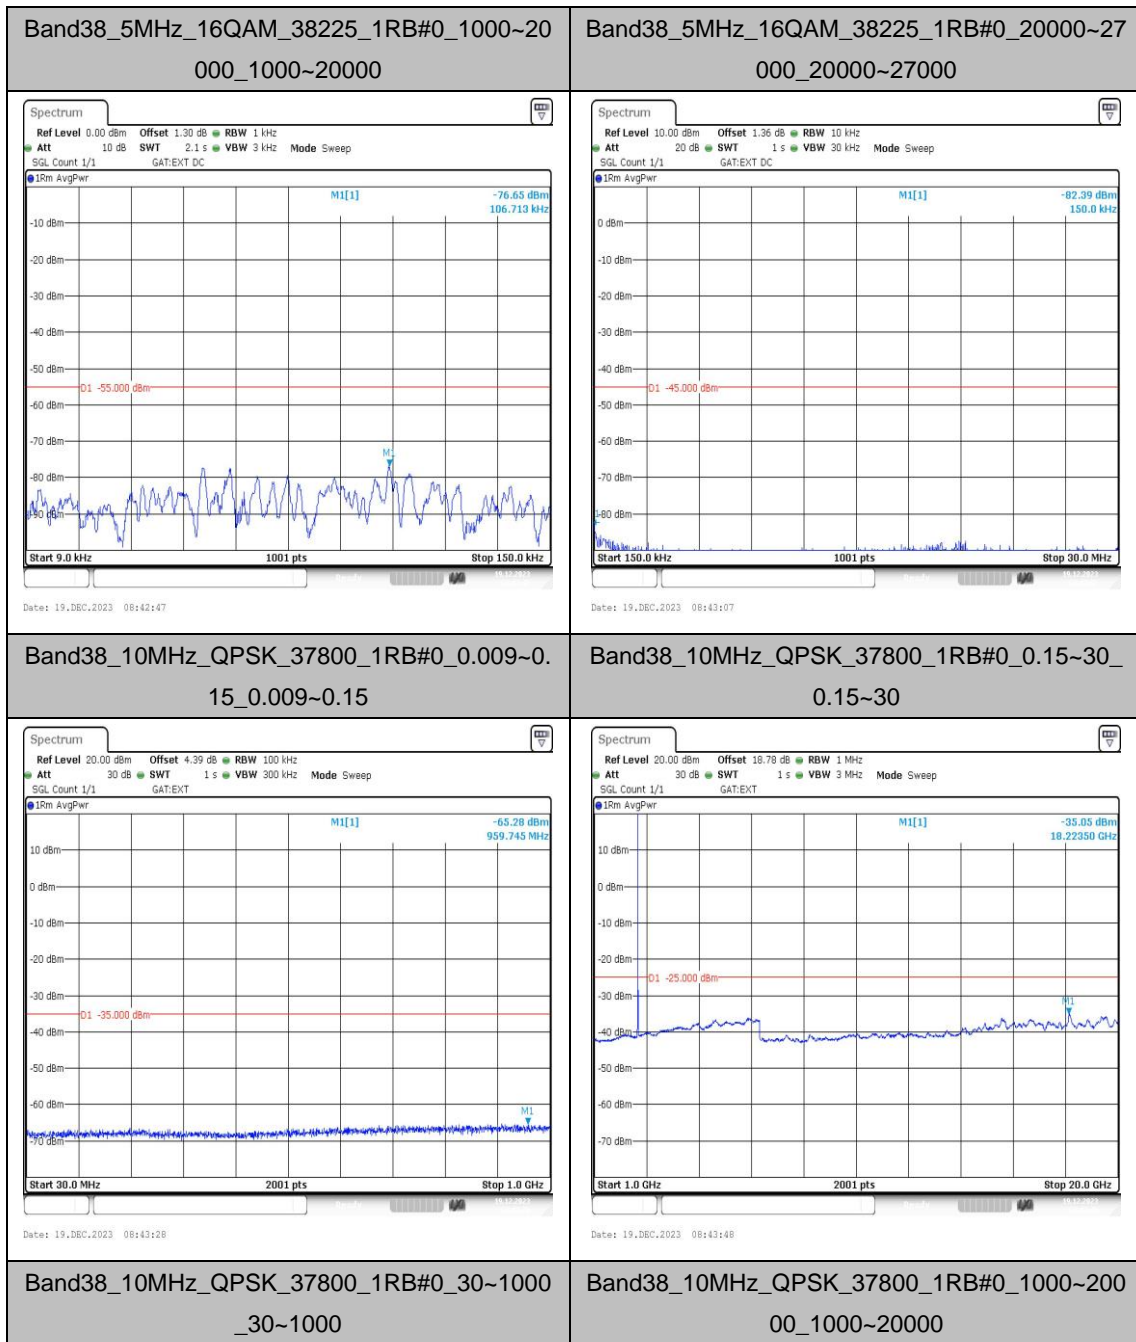 Band38_5MHz_16QAM_38225_1RB#0_1000~20
000_1000~20000
Band38_5MHz_16QAM_38225_1RB#0_20000~27
000_20000~27000
Spectrum
Ref Level 0.00 dBm Offset 1.30 dB RBW 1 kHz
Att 10 dB SWT 2.1 s VBW 3 kHz Mode Sweep
SGL Count 1/1 GAT:EXT DC
1Rm AvgPwr
M1[1] -76.65 dBm
106.713 kHz
-10 dBm
-20 dBm
-30 dBm
-40 dBm
-50 dBm
D1 -55.000 dBm
-60 dBm
-70 dBm
M1
-80 dBm
-90 dBm
Start 9.0 kHz 1001 pts Stop 150.0 kHz
Date: 19.DEC.2023 08:42:47
Spectrum
Ref Level 10.00 dBm Offset 1.36 dB RBW 10 kHz
Att 20 dB SWT 1 s VBW 30 kHz Mode Sweep
SGL Count 1/1 GAT:EXT DC
1Rm AvgPwr
M1[1] -82.39 dBm
150.0 kHz
0 dBm
-10 dBm
-20 dBm
-30 dBm
-40 dBm
D1 -45.000 dBm
-50 dBm
-60 dBm
-70 dBm
-80 dBm
Start 150.0 kHz 1001 pts Stop 30.0 MHz
Date: 19.DEC.2023 08:43:07
Band38_10MHz_QPSK_37800_1RB#0_0.009~0.
15_0.009~0.15
Band38_10MHz_QPSK_37800_1RB#0_0.15~30_
0.15~30
Spectrum
Ref Level 20.00 dBm Offset 4.39 dB RBW 100 kHz
Att 30 dB SWT 1 s VBW 300 kHz Mode Sweep
SGL Count 1/1 GAT:EXT
1Rm AvgPwr
M1[1] -65.28 dBm
959.745 MHz
10 dBm
0 dBm
-10 dBm
-20 dBm
-30 dBm
D1 -35.000 dBm
-40 dBm
-50 dBm
-60 dBm
M1
-70 dBm
Start 30.0 MHz 2001 pts Stop 1.0 GHz
Date: 19.DEC.2023 08:43:28
Spectrum
Ref Level 20.00 dBm Offset 18.78 dB RBW 1 MHz
Att 30 dB SWT 1 s VBW 3 MHz Mode Sweep
SGL Count 1/1 GAT:EXT
1Rm AvgPwr
M1[1] -35.05 dBm
18.22350 GHz
10 dBm
0 dBm
-10 dBm
-20 dBm
D1 -25.000 dBm
-30 dBm
M1
-40 dBm
-50 dBm
-60 dBm
-70 dBm
Start 1.0 GHz 2001 pts Stop 20.0 GHz
Date: 19.DEC.2023 08:43:48
Band38_10MHz_QPSK_37800_1RB#0_30~1000
_30~1000
Band38_10MHz_QPSK_37800_1RB#0_1000~200
00_1000~20000